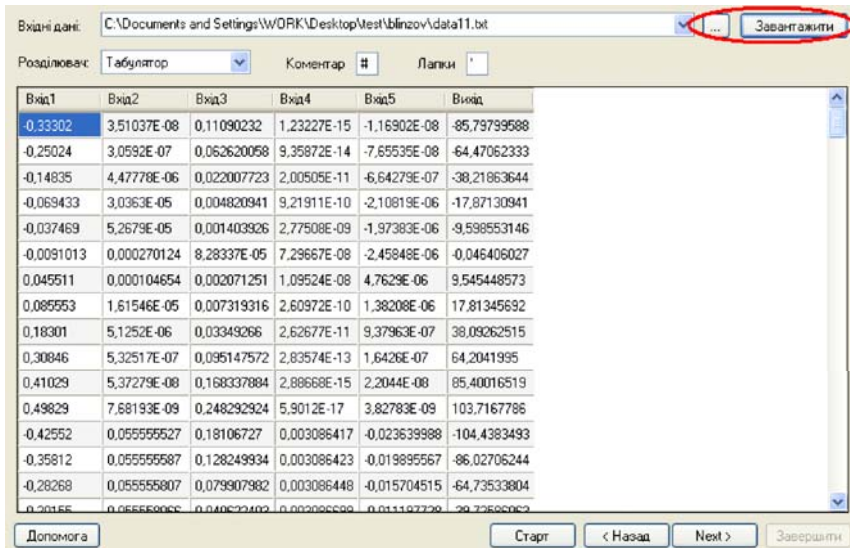 Вхідні дані: C:\Documents and Settings\WORK\Desktop\test\blinzov\data11.txt ... Завантажити
Розділювач: Табулятор Коментар # Лапки '
Вхід1 Вхід2 Вхід3 Вхід4 Вхід5 Вихід
-0,33302 3,51037E-08 0,11090232 1,23227E-15 -1,16902E-08 -85,79799588
-0,25024 3,0592E-07 0,062620058 9,35872E-14 -7,65535E-08 -64,47062333
-0,14835 4,47778E-06 0,022007723 2,00505E-11 -6,64279E-07 -38,21863644
-0,069433 3,0363E-05 0,004820941 9,21911E-10 -2,10819E-06 -17,87130941
-0,037469 5,2679E-05 0,001403926 2,77508E-09 -1,97383E-06 -9,598553146
-0,0091013 0,000270124 8,28337E-05 7,29667E-08 -2,45848E-06 -0,046406027
0,045511 0,000104654 0,002071251 1,09524E-08 4,7629E-06 9,545448573
0,085553 1,61546E-05 0,007319316 2,60972E-10 1,38208E-06 17,81345692
0,18301 5,1252E-06 0,03349266 2,62677E-11 9,37963E-07 38,09262515
0,30846 5,32517E-07 0,095147572 2,83574E-13 1,6426E-07 64,2041995
0,41029 5,37279E-08 0,168337884 2,88668E-15 2,2044E-08 85,40016519
0,49829 7,68193E-09 0,248292924 5,9012E-17 3,82783E-09 103,7167786
-0,42552 0,055555527 0,18106727 0,003086417 -0,023639988 -104,4383493
-0,35812 0,055555587 0,128249934 0,003086423 -0,019895567 -86,02706244
-0,28268 0,055555807 0,079907982 0,003086448 -0,015704515 -64,73533804
Допомога Старт < Назад Next > Завершити